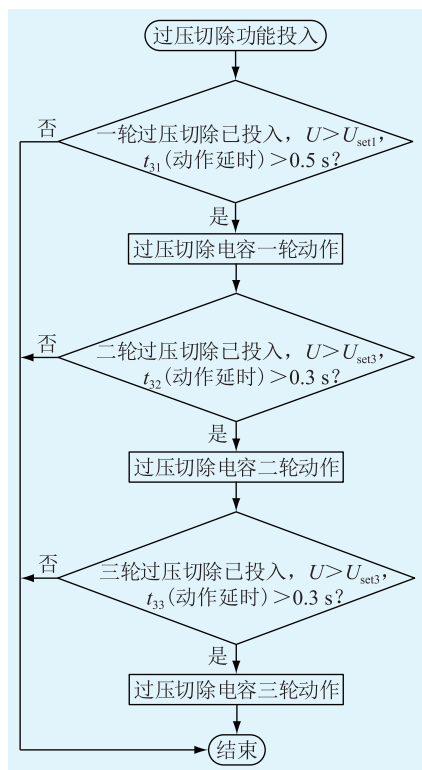 过压切除功能投入
否
一轮过压切除已投入，U＞Uset1，
t31(动作延时)＞0.5 s？
是
过压切除电容一轮动作
否
二轮过压切除已投入，U＞Uset3，
t32(动作延时)＞0.3 s？
是
过压切除电容二轮动作
否
三轮过压切除已投入，U＞Uset3，
t33(动作延时)＞0.3 s？
是
过压切除电容三轮动作
结束